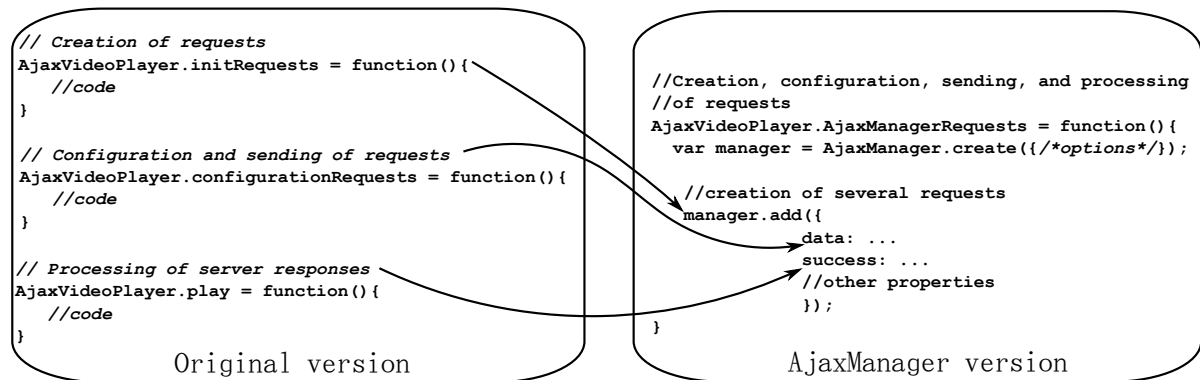 // Creation of requests
AjaxVideoPlayer.initRequests = function(){
//code
}
// Configuration and sending of requests
AjaxVideoPlayer.configurationRequests = function(){
//code
}
// Processing of server responses
AjaxVideoPlayer.play = function(){
//code
}
Original version
//Creation, configuration, sending, and processing
//of requests
AjaxVideoPlayer.AjaxManagerRequests = function(){
var manager = AjaxManager.create({/*options*/});
//creation of several requests
manager.add({
data: ...
success: ...
//other properties
});
}
AjaxManager version